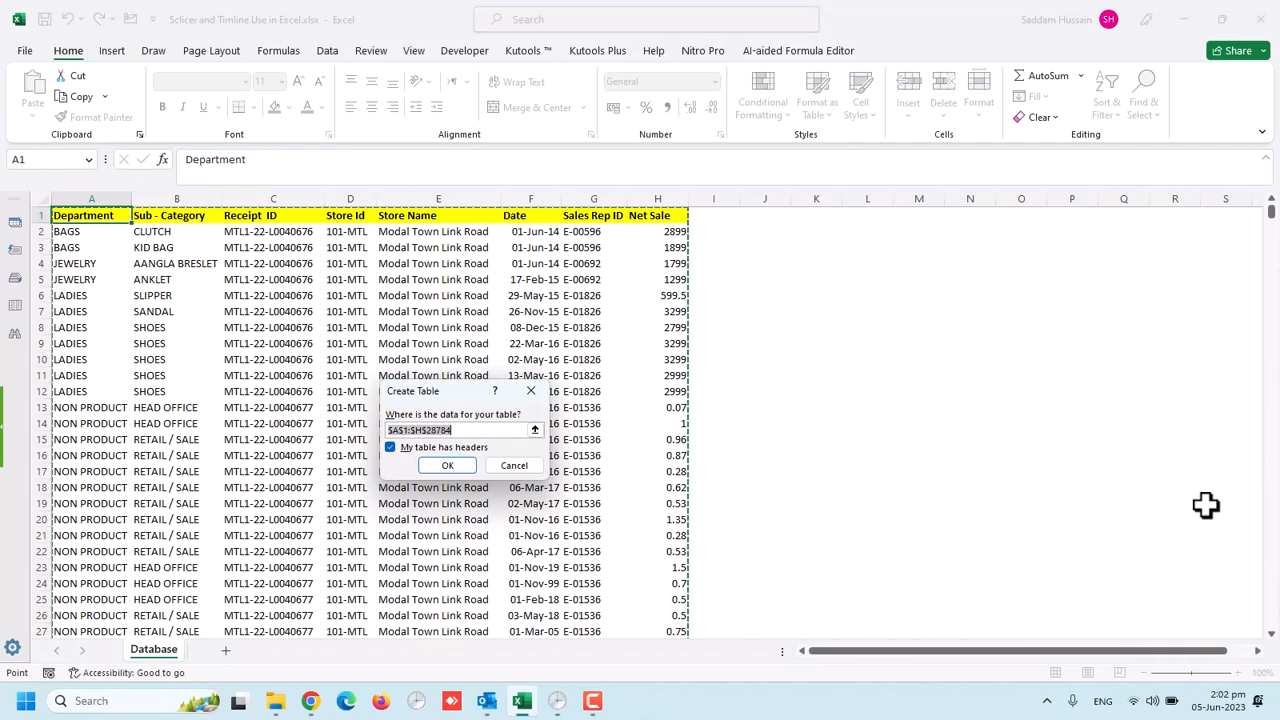 Slicer and Timline Use in Excel.xlsx - Excel
Search
Saddam Hussain SH
File Home Insert Draw Page Layout Formulas Data Review View Developer Kutools ™ Kutools Plus Help Nitro Pro AI-aided Formula Editor Share
Paste Cut Copy Format Painter
11
Wrap Text
Merge & Center
General
Conditional Formatting Format as Table Cell Styles
Insert Delete Format
AutoSum Fill Clear
Sort & Filter Find & Select
Clipboard Font Alignment Number Styles Cells Editing
A1 fx Department
A B C D E F G H I J K L M N O P Q R S
1 Department Sub - Category Receipt ID Store Id Store Name Date Sales Rep ID Net Sale
2 BAGS CLUTCH MTL1-22-L0040676 101-MTL Modal Town Link Road 01-Jun-14 E-00596 2899
3 BAGS KID BAG MTL1-22-L0040676 101-MTL Modal Town Link Road 01-Jun-14 E-00596 1899
4 JEWELRY AANGLA BRESLET MTL1-22-L0040676 101-MTL Modal Town Link Road 01-Jun-14 E-00692 1799
5 JEWELRY ANKLET MTL1-22-L0040676 101-MTL Modal Town Link Road 17-Feb-15 E-00692 1299
6 LADIES SLIPPER MTL1-22-L0040676 101-MTL Modal Town Link Road 29-May-15 E-01826 599.5
7 LADIES SANDAL MTL1-22-L0040676 101-MTL Modal Town Link Road 26-Nov-15 E-01826 3299
8 LADIES SHOES MTL1-22-L0040676 101-MTL Modal Town Link Road 08-Dec-15 E-01826 2799
9 LADIES SHOES MTL1-22-L0040676 101-MTL Modal Town Link Road 22-Mar-16 E-01826 3299
10 LADIES SHOES MTL1-22-L0040676 101-MTL Modal Town Link Road 02-May-16 E-01826 3299
11 LADIES SHOES MTL1-22-L0040676 101-MTL Modal Town Link Road 13-May-16 E-01826 2999
12 LADIES SHOES MTL1-22-L0040676 101-MTL E-01826 2999
13 NON PRODUCT HEAD OFFICE MTL1-22-L0040677 101-MTL E-01536 0.07
14 NON PRODUCT HEAD OFFICE MTL1-22-L0040677 101-MTL E-01536 1
15 NON PRODUCT RETAIL / SALE MTL1-22-L0040677 101-MTL E-01536 0.96
16 NON PRODUCT RETAIL / SALE MTL1-22-L0040677 101-MTL E-01536 0.87
17 NON PRODUCT RETAIL / SALE MTL1-22-L0040677 101-MTL E-01536 0.28
18 NON PRODUCT RETAIL / SALE MTL1-22-L0040677 101-MTL Modal Town Link Road 06-Mar-17 E-01536 0.62
19 NON PRODUCT RETAIL / SALE MTL1-22-L0040677 101-MTL Modal Town Link Road 02-May-17 E-01536 0.53
20 NON PRODUCT RETAIL / SALE MTL1-22-L0040677 101-MTL Modal Town Link Road 01-Nov-16 E-01536 1.35
21 NON PRODUCT RETAIL / SALE MTL1-22-L0040677 101-MTL Modal Town Link Road 01-Nov-16 E-01536 0.28
22 NON PRODUCT RETAIL / SALE MTL1-22-L0040677 101-MTL Modal Town Link Road 06-Apr-17 E-01536 0.53
23 NON PRODUCT HEAD OFFICE MTL1-22-L0040677 101-MTL Modal Town Link Road 01-Nov-19 E-01536 1.5
24 NON PRODUCT HEAD OFFICE MTL1-22-L0040677 101-MTL Modal Town Link Road 01-Nov-99 E-01536 0.7
25 NON PRODUCT HEAD OFFICE MTL1-22-L0040677 101-MTL Modal Town Link Road 01-Feb-18 E-01536 0.5
26 NON PRODUCT RETAIL / SALE MTL1-22-L0040677 101-MTL Modal Town Link Road 03-May-18 E-01536 0.5
27 NON PRODUCT RETAIL / SALE MTL1-22-L0040677 101-MTL Modal Town Link Road 01-Mar-05 E-01536 0.75
Create Table ?
Where is the data for your table?
$A$1:$H$28784
My table has headers
OK Cancel
Database
Point Accessibility: Good to go 100%
Search
ENG
2:02 pm
05-Jun-2023